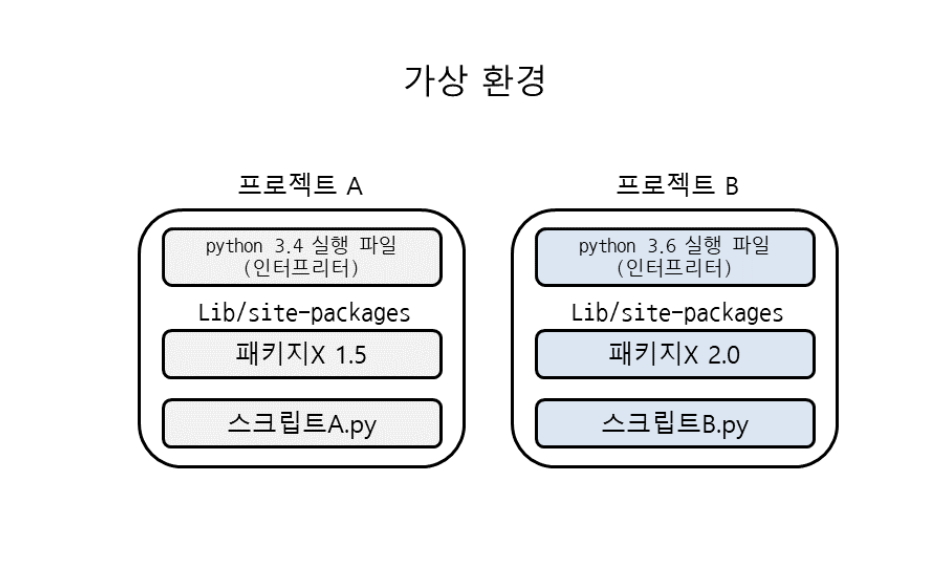 가상 환경
프로젝트 A
python 3.4 실행 파일
(인터프리터)
Lib/site-packages
패키지X 1.5
스크립트A.py
프로젝트 B
python 3.6 실행 파일
(인터프리터)
Lib/site-packages
패키지X 2.0
스크립트B.py